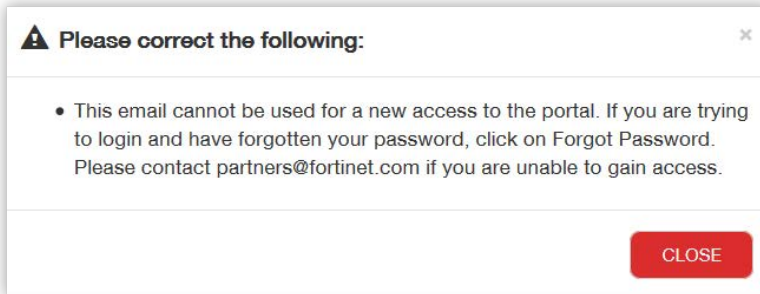 Please correct the following:
• This email cannot be used for a new access to the portal. If you are trying
to login and have forgotten your password, click on Forgot Password.
Please contact partners@fortinet.com if you are unable to gain access.
CLOSE